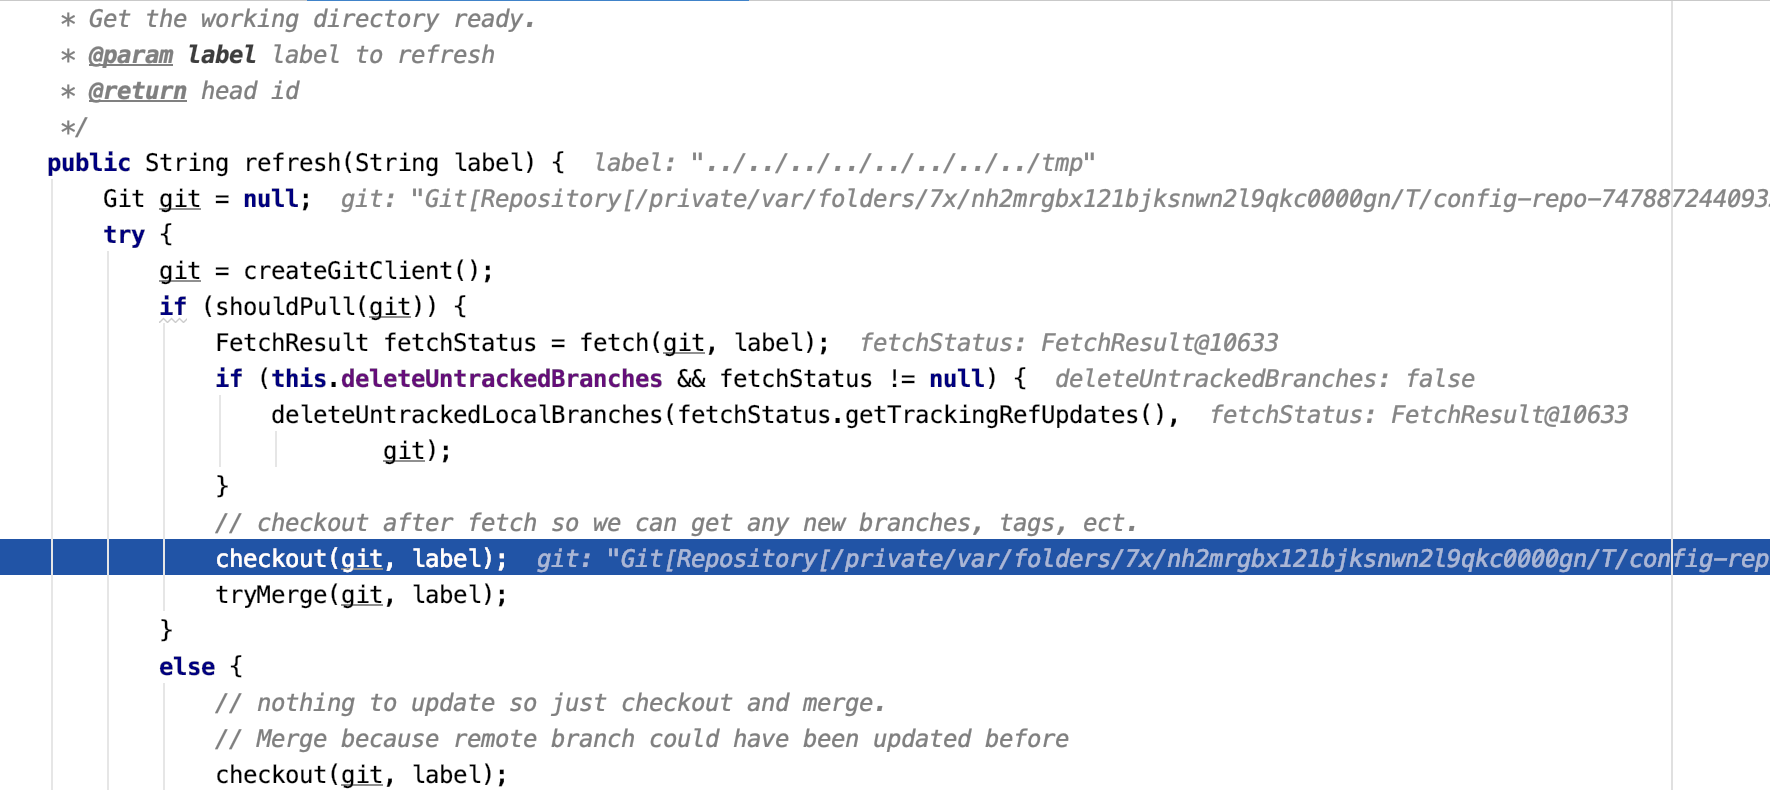 * Get the working directory ready.
* @param label label to refresh
* @return head id
*/
public String refresh(String label) {  label: "../../../../../../../../tmp"
Git git = null;  git: "Git[Repository[/private/var/folders/7x/nh2mrgbx121bjksnwn2l9qkc0000gn/T/config-repo-747887244093
try {
git = createGitClient();
if (shouldPull(git)) {
FetchResult fetchStatus = fetch(git, label);  fetchStatus: FetchResult@10633
if (this.deleteUntrackedBranches && fetchStatus != null) {  deleteUntrackedBranches: false
deleteUntrackedLocalBranches(fetchStatus.getTrackingRefUpdates(),  fetchStatus: FetchResult@10633
git);
}
// checkout after fetch so we can get any new branches, tags, ect.
checkout(git, label);  git: "Git[Repository[/private/var/folders/7x/nh2mrgbx121bjksnwn2l9qkc0000gn/T/config-rep
tryMerge(git, label);
}
else {
// nothing to update so just checkout and merge.
// Merge because remote branch could have been updated before
checkout(git, label);